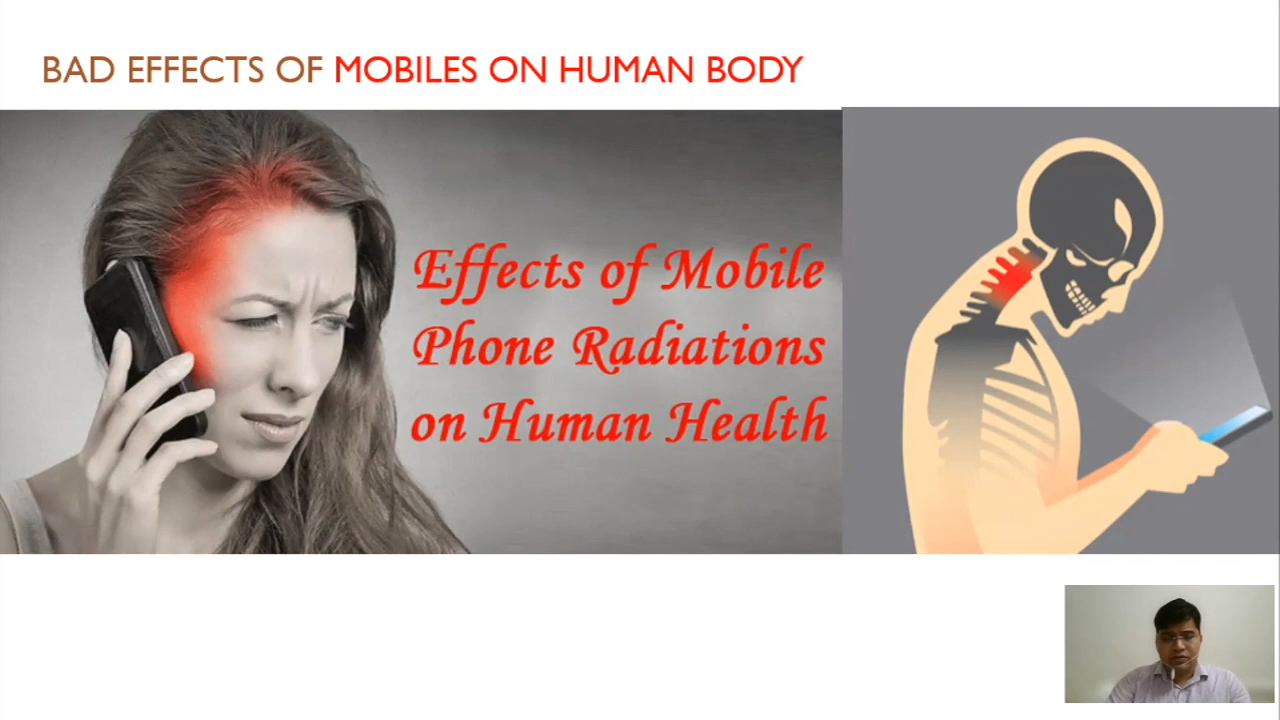 BAD EFFECTS OF MOBILES ON HUMAN BODY
Effects of Mobile
Phone Radiations
on Human Health